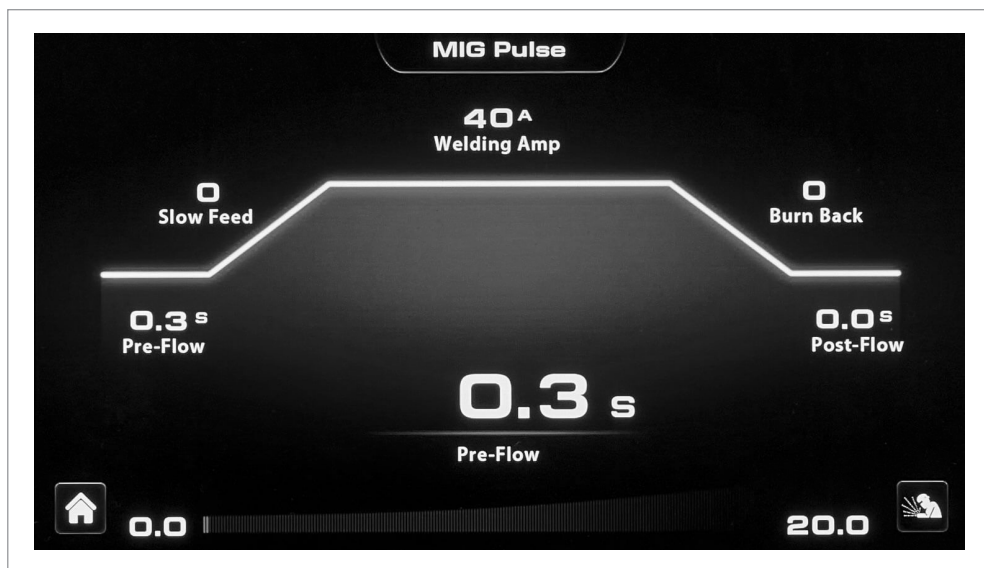 MIG Pulse
40 A
Welding Amp
0
Slow Feed
0
Burn Back
0.3 s
Pre-Flow
0.0 s
Post-Flow
0.3 s
Pre-Flow
0.0
20.0